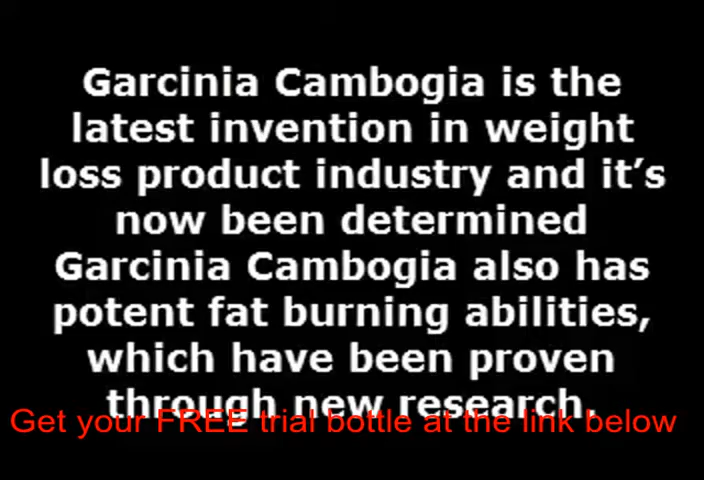 Garcinia Cambogia is the
latest invention in weight
loss product industry and it’s
now been determined
Garcinia Cambogia also has
potent fat burning abilities,
which have been proven
through new research.
Get your FREE trial bottle at the link below